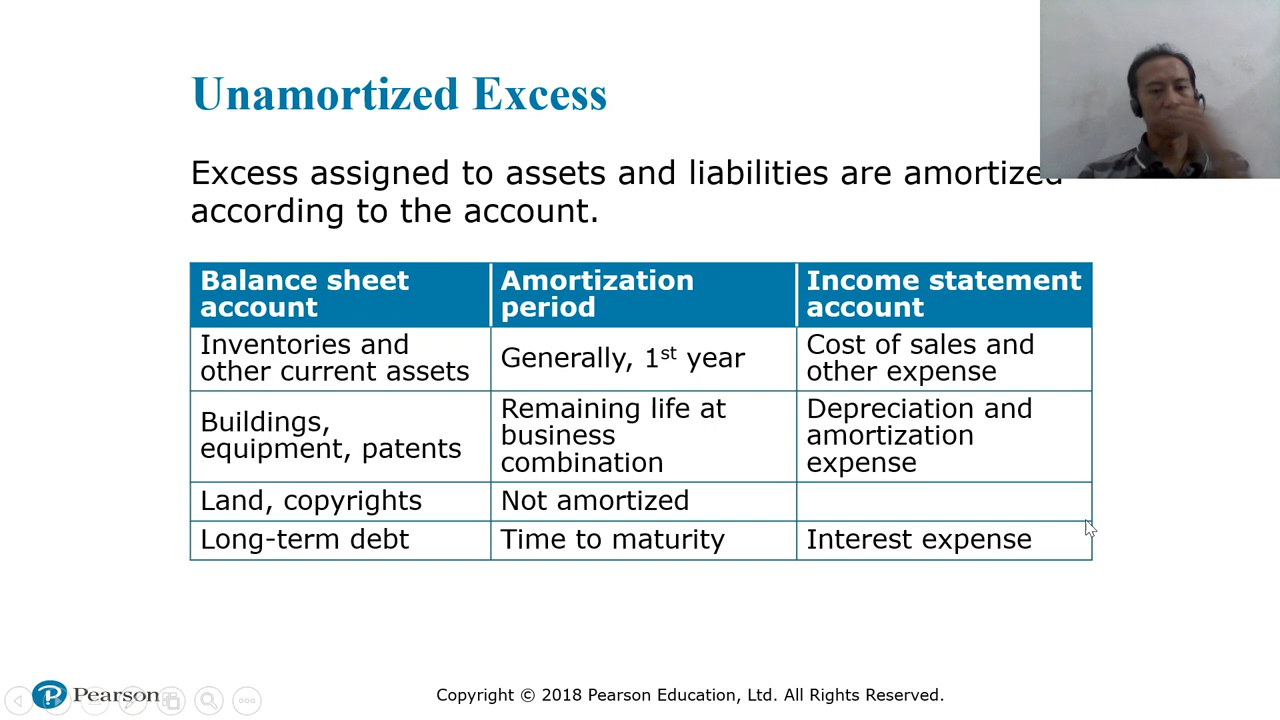 Unamortized Excess
Excess assigned to assets and liabilities are amortized
according to the account.
Balance sheet account
Amortization period
Income statement account
Inventories and other current assets
Generally, 1st year
Cost of sales and other expense
Buildings, equipment, patents
Remaining life at business combination
Depreciation and amortization expense
Land, copyrights
Not amortized
Long-term debt
Time to maturity
Interest expense
Pearson
Copyright © 2018 Pearson Education, Ltd. All Rights Reserved.